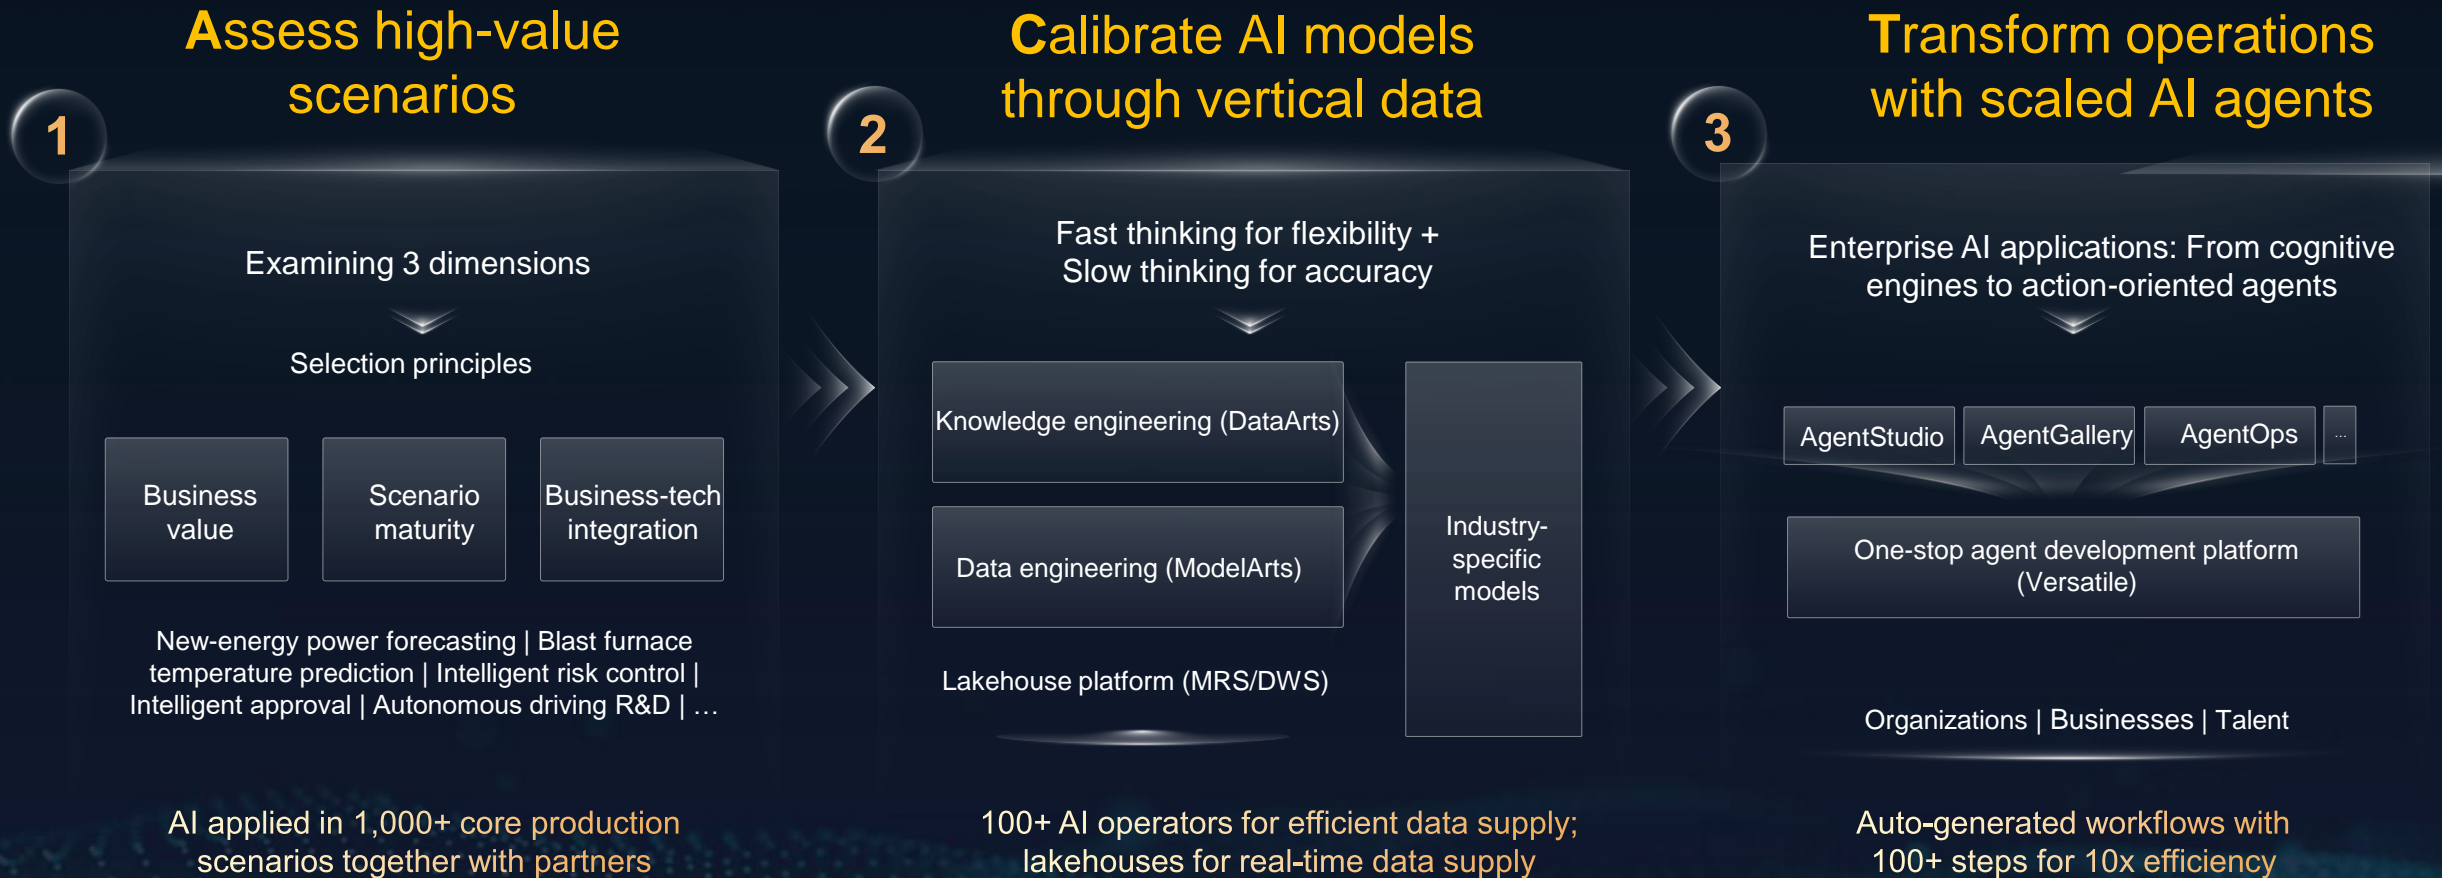 Assess high-value
scenarios
1
Examining 3 dimensions
Selection principles
Business
value
Scenario
maturity
Business-tech
integration
New-energy power forecasting | Blast furnace
temperature prediction | Intelligent risk control |
Intelligent approval | Autonomous driving R&D | …
AI applied in 1,000+ core production
scenarios together with partners
Calibrate AI models
through vertical data
2
Fast thinking for flexibility +
Slow thinking for accuracy
Knowledge engineering (DataArts)
Data engineering (ModelArts)
Lakehouse platform (MRS/DWS)
Industry-
specific
models
100+ AI operators for efficient data supply;
lakehouses for real-time data supply
Transform operations
with scaled AI agents
3
Enterprise AI applications: From cognitive
engines to action-oriented agents
AgentStudio
AgentGallery
AgentOps
...
One-stop agent development platform
(Versatile)
Organizations | Businesses | Talent
Auto-generated workflows with
100+ steps for 10x efficiency